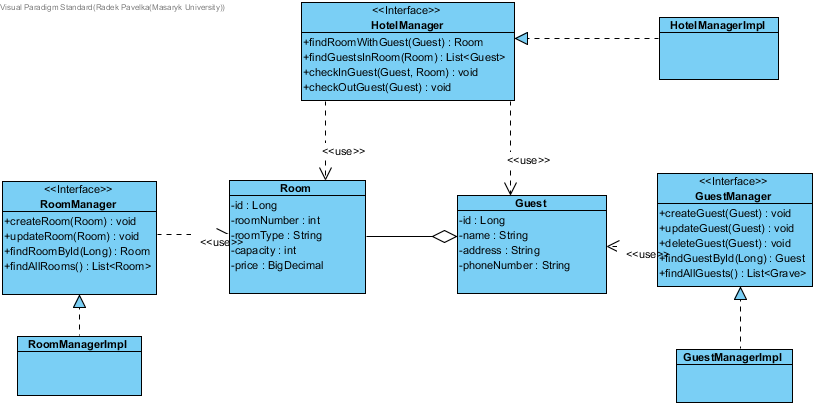 Visual Paradigm Standard(Radek Pavelka(Masaryk University))
<<Interface>>
HotelManager
+findRoomWithGuest(Guest) : Room
+findGuestsInRoom(Room) : List<Guest>
+checkInGuest(Guest, Room) : void
+checkOutGuest(Guest) : void
HotelManagerImpl
<<use>>
<<use>>
<<Interface>>
RoomManager
+createRoom(Room) : void
+updateRoom(Room) : void
+findRoomById(Long) : Room
+findAllRooms() : List<Room>
<<use>>
Room
-id : Long
-roomNumber : int
-roomType : String
-capacity : int
-price : BigDecimal
Guest
-id : Long
-name : String
-address : String
-phoneNumber : String
<<use>>
<<Interface>>
GuestManager
+createGuest(Guest) : void
+updateGuest(Guest) : void
+deleteGuest(Guest) : void
+findGuestById(Long) : Guest
+findAllGuests() : List<Grave>
RoomManagerImpl
GuestManagerImpl